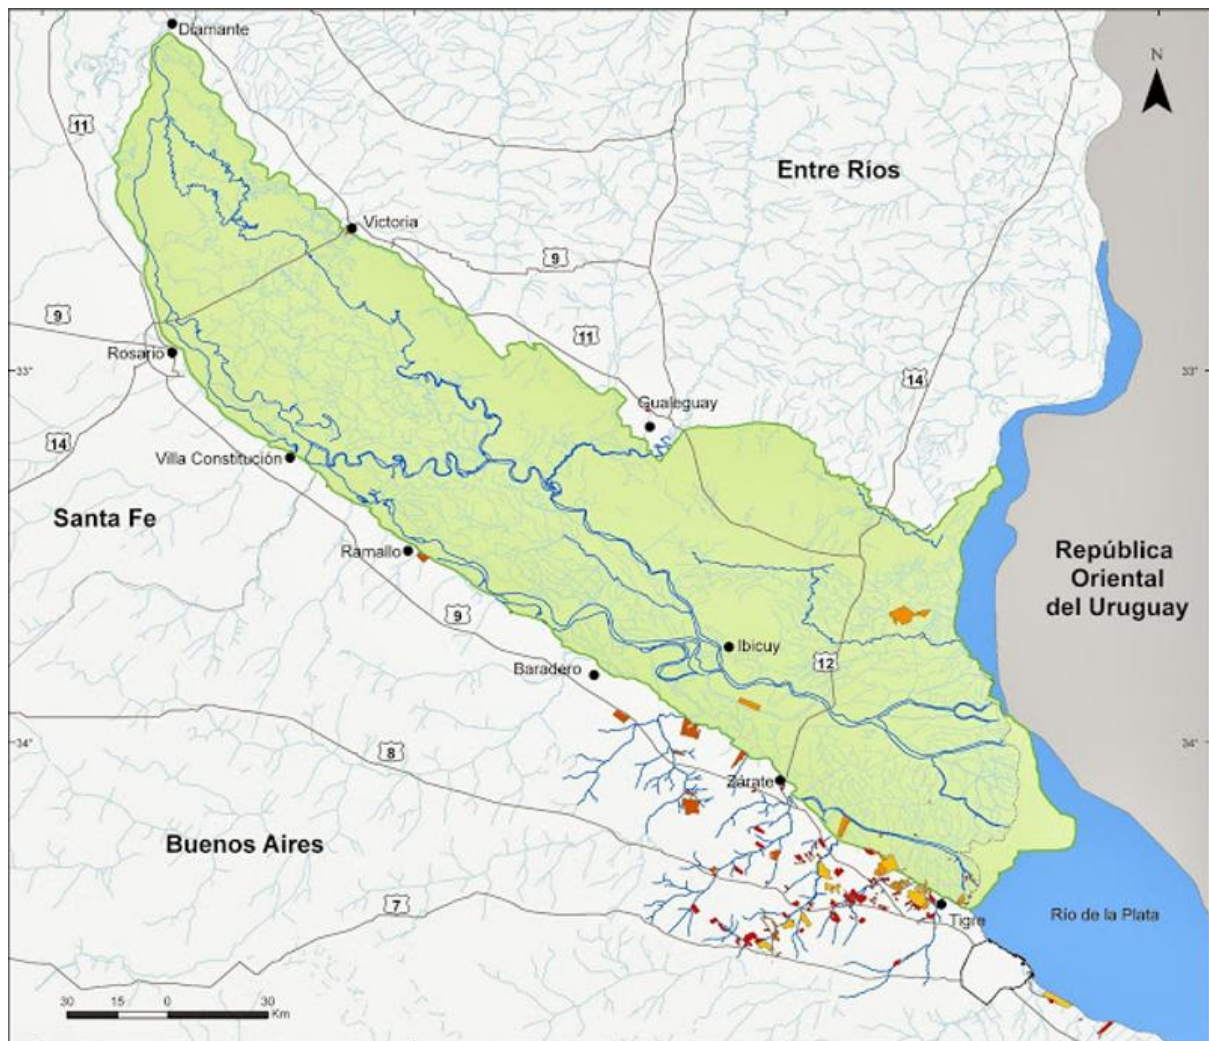 Diamante
N
11
Entre Ríos
Victoria
9
9
11
Rosario
33°
33°
14
Gualeguay
14
Villa Constitución
Santa Fe
Ramallo
República
Oriental
del Uruguay
9
Ibicuy
12
Baradero
34°
34°
8
Zárate
Buenos Aires
7
Tigre
Río de la Plata
30 15 0 30
Km